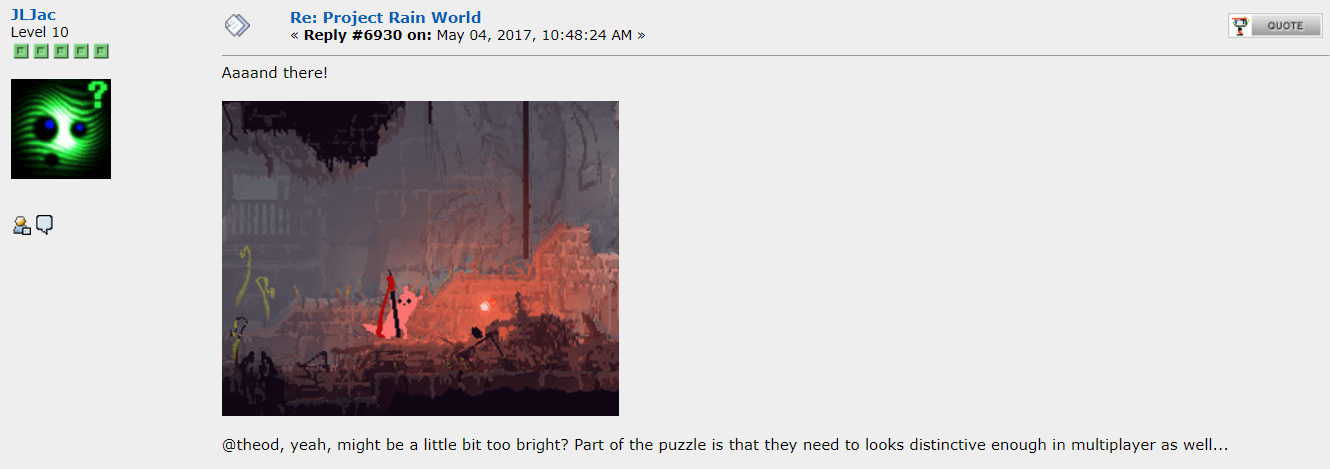 JLJac
Level 10
Re: Project Rain World
« Reply #6930 on: May 04, 2017, 10:48:24 AM »
QUOTE
Aaaand there!
?
@theod, yeah, might be a little bit too bright? Part of the puzzle is that they need to looks distinctive enough in multiplayer as well...